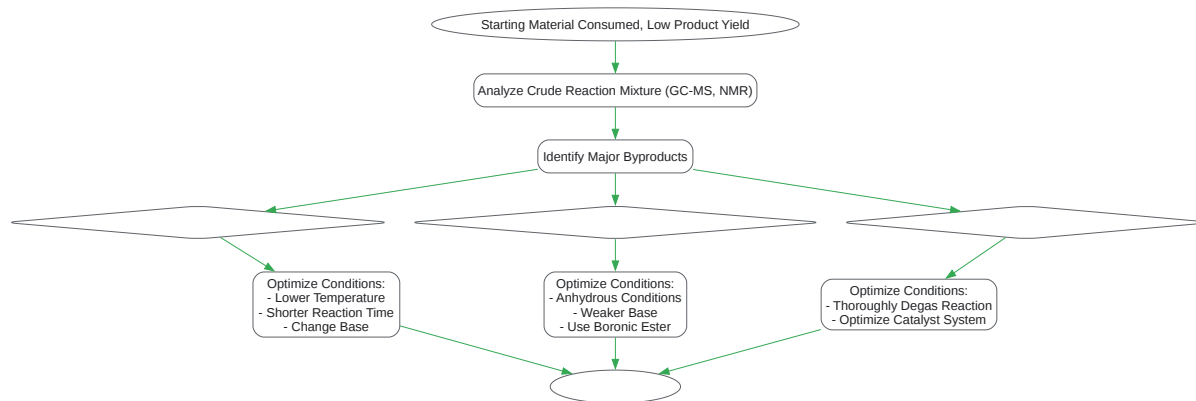 Starting Material Consumed, Low Product Yield
Analyze Crude Reaction Mixture (GC-MS, NMR)
Identify Major Byproducts
Optimize Conditions:
- Lower Temperature
- Shorter Reaction Time
- Change Base
Optimize Conditions:
- Anhydrous Conditions
- Weaker Base
- Use Boronic Ester
Optimize Conditions:
- Thoroughly Degas Reaction
- Optimize Catalyst System